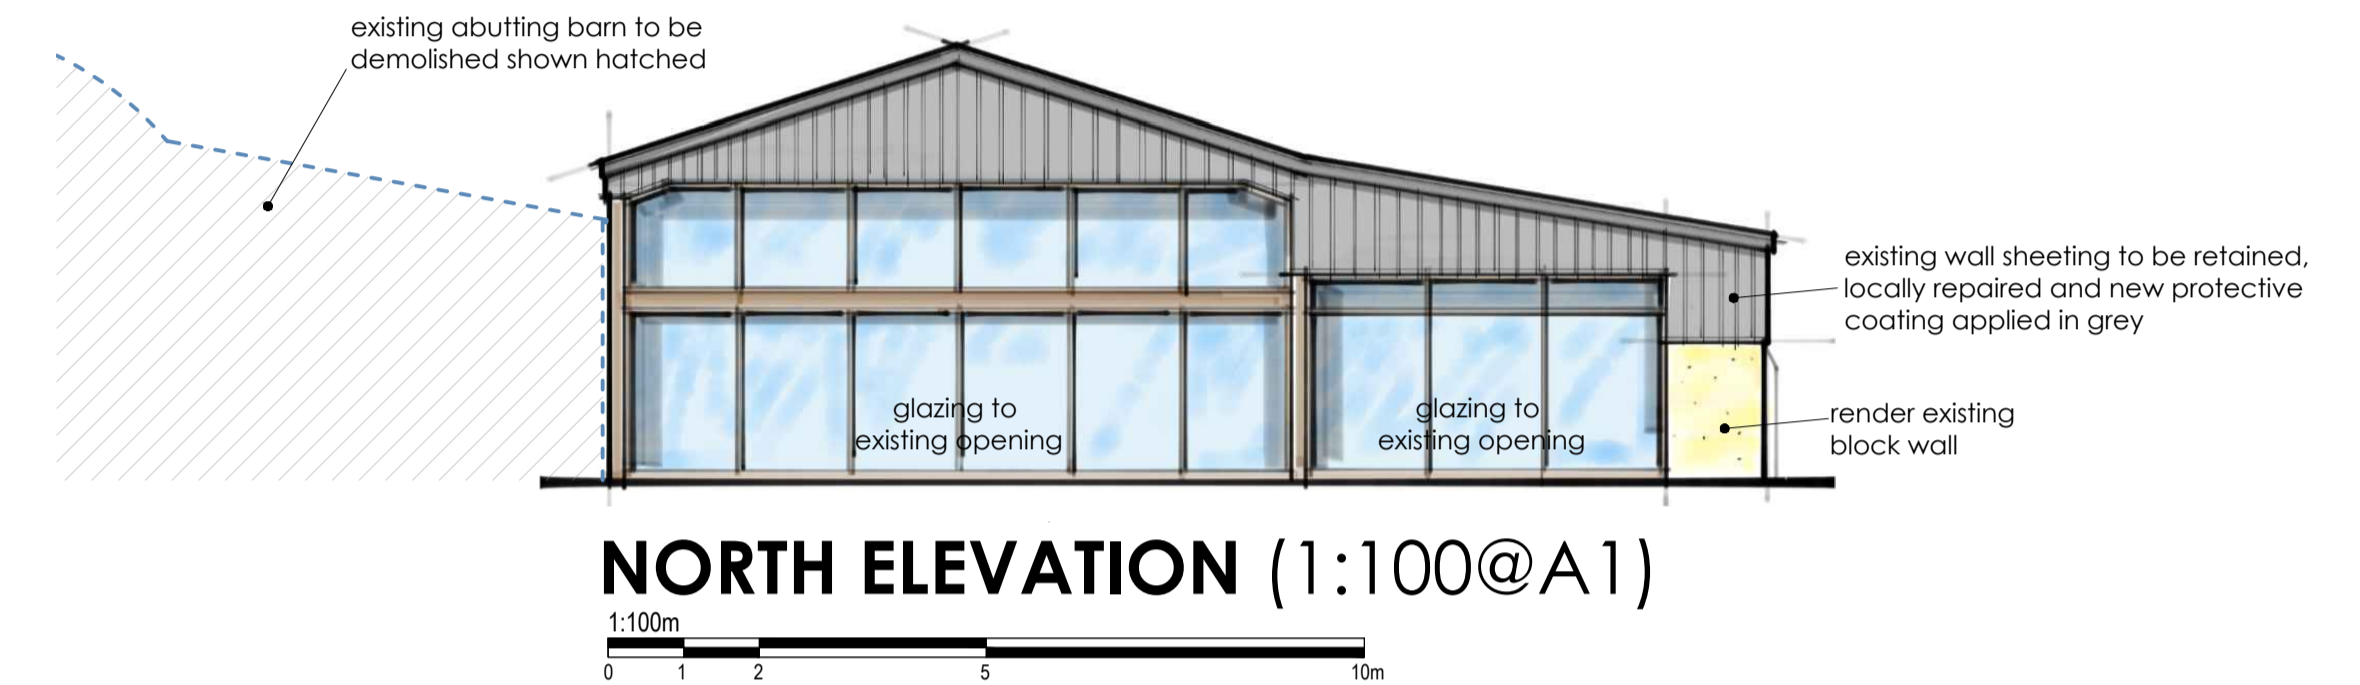 existing abutting barn to be
demolished shown hatched
existing wall sheeting to be retained,
locally repaired and new protective
coating applied in grey
glazing to
existing opening
glazing to
existing opening
render existing
block wall
NORTH ELEVATION (1:100@A1)
1:100m
0 1 2 5 10m